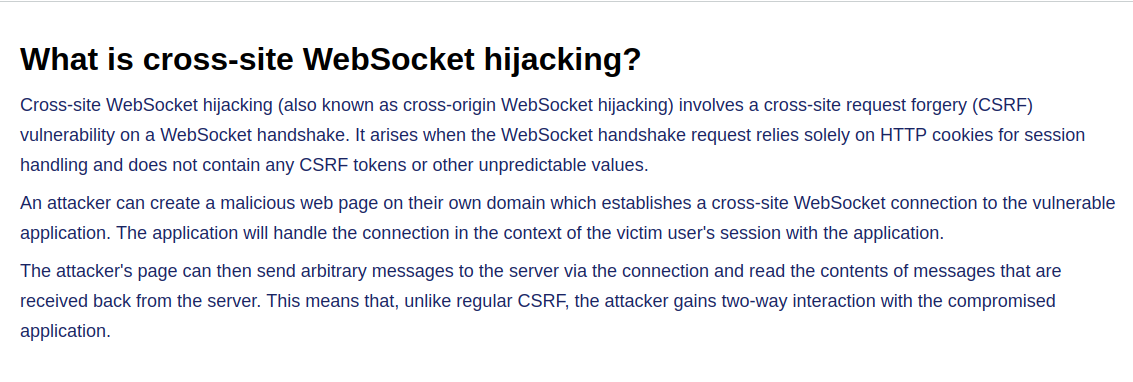 What is cross-site WebSocket hijacking?
Cross-site WebSocket hijacking (also known as cross-origin WebSocket hijacking) involves a cross-site request forgery (CSRF)
vulnerability on a WebSocket handshake. It arises when the WebSocket handshake request relies solely on HTTP cookies for session
handling and does not contain any CSRF tokens or other unpredictable values.
An attacker can create a malicious web page on their own domain which establishes a cross-site WebSocket connection to the vulnerable
application. The application will handle the connection in the context of the victim user's session with the application.
The attacker's page can then send arbitrary messages to the server via the connection and read the contents of messages that are
received back from the server. This means that, unlike regular CSRF, the attacker gains two-way interaction with the compromised
application.